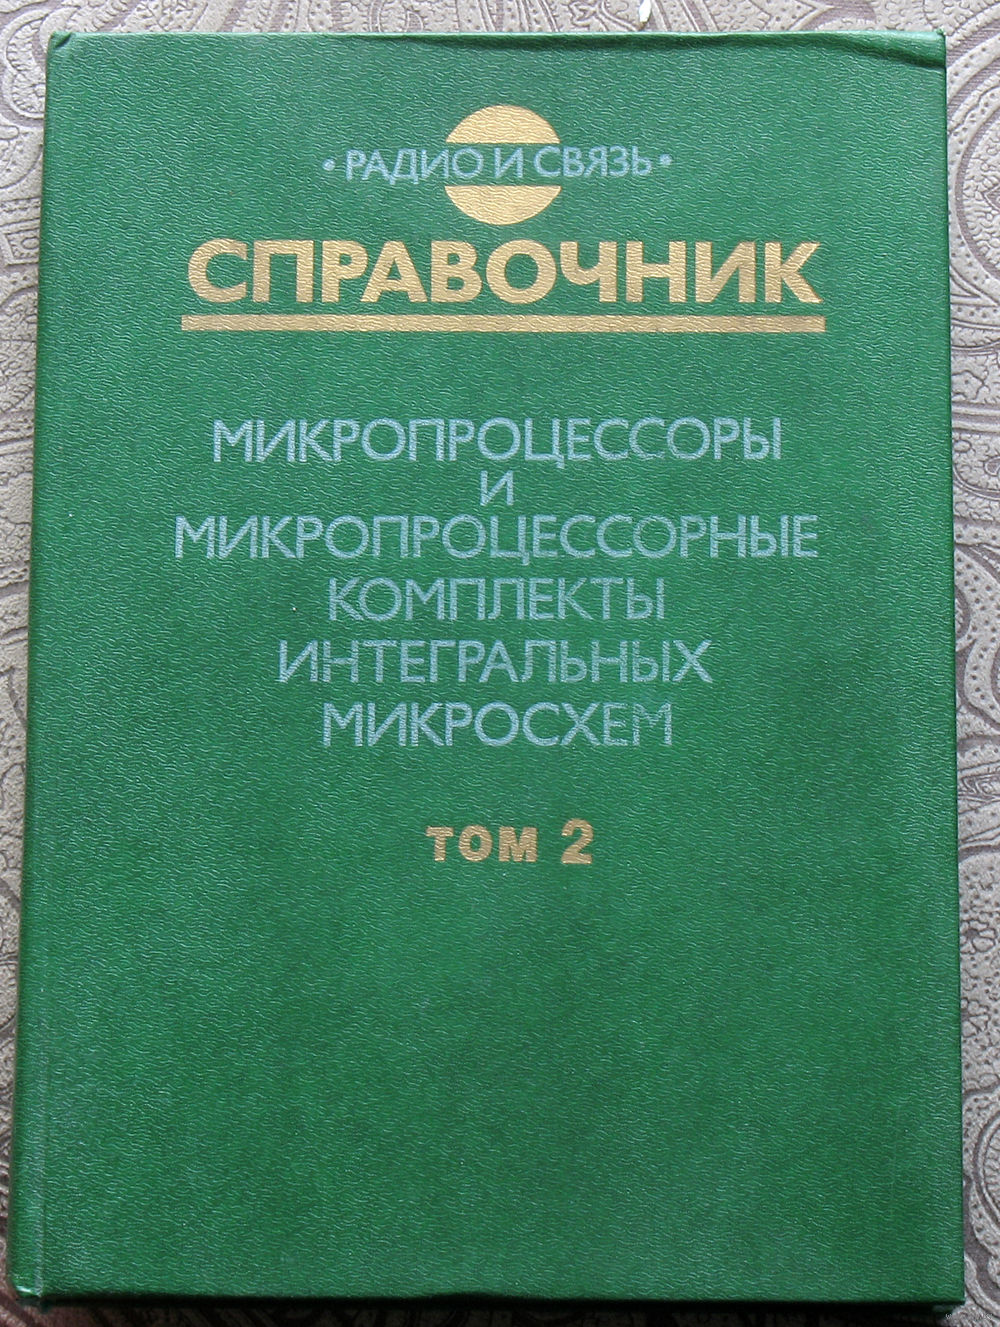 • РАДИО И СВЯЗЬ •
СПРАВОЧНИК
МИКРОПРОЦЕССОРЫ
И
МИКРОПРОЦЕССОРНЫЕ
КОМПЛЕКТЫ
ИНТЕГРАЛЬНЫХ
МИКРОСХЕМ
ТОМ 2